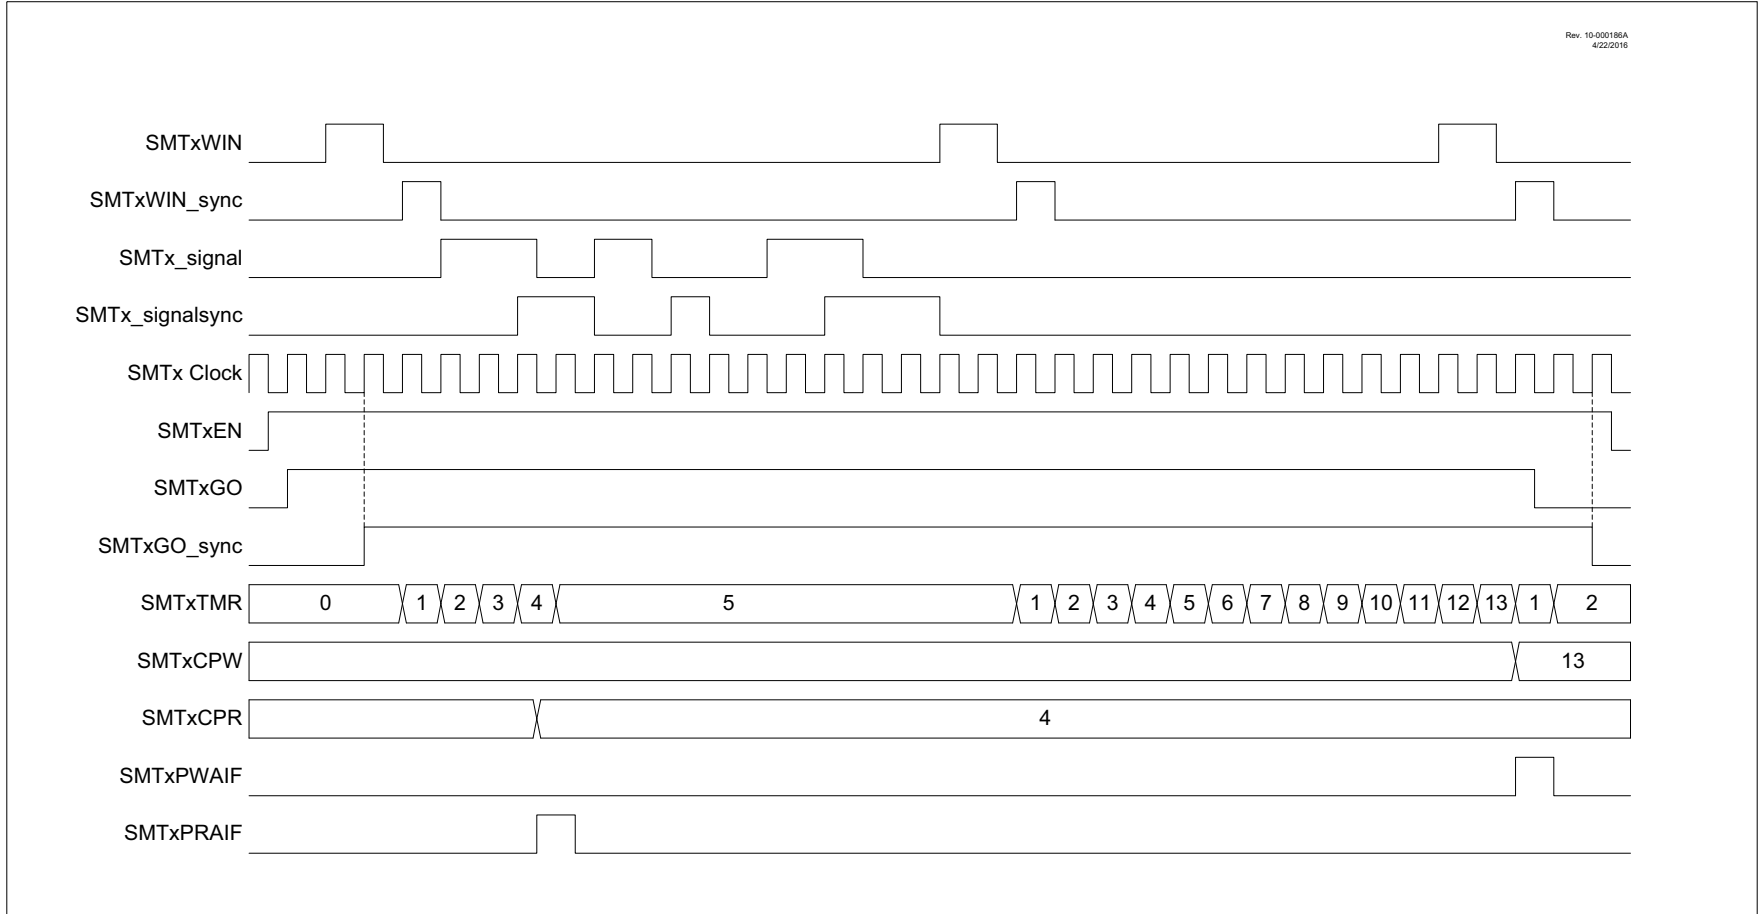 Rev. 10-000186A
4/22/2016
SMTxWIN
SMTxWIN_sync
SMTx_signal
SMTx_signalsync
SMTx Clock
SMTxEN
SMTxGO
SMTxGO_sync
SMTxTMR 0 1 2 3 4 5 1 2 3 4 5 6 7 8 9 10 11 12 13 1 2
SMTxCPW 13
SMTxCPR 4
SMTxPWAIF
SMTxPRAIF